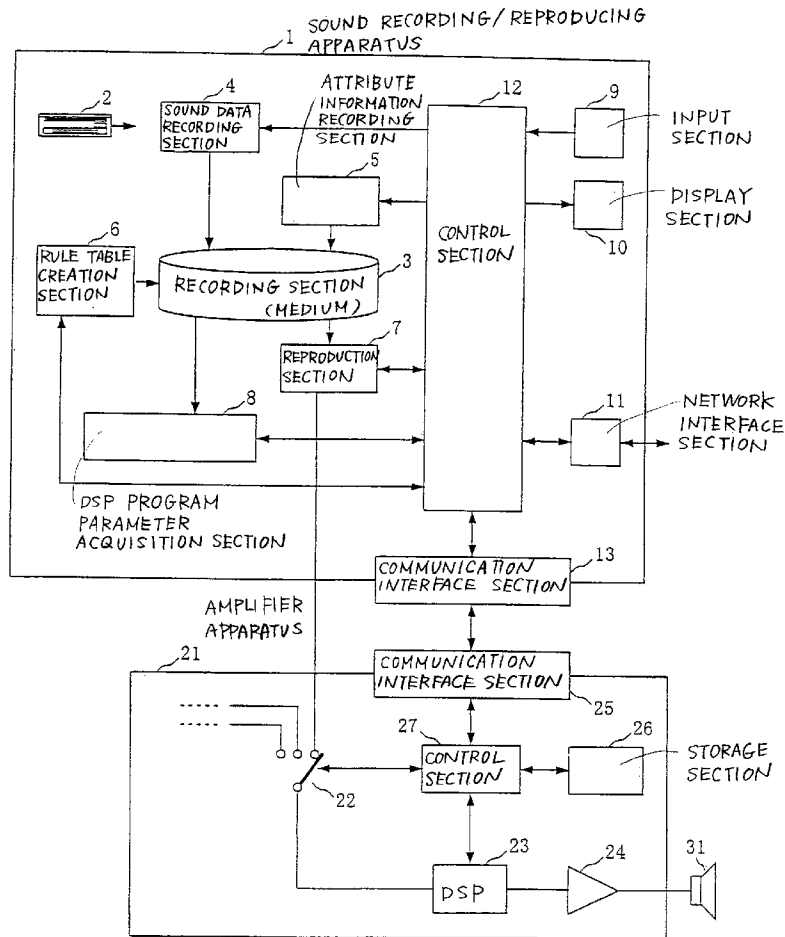 1
SOUND RECORDING/REPRODUCING
APPARATUS
2
4
SOUND DATA
RECORDING
SECTION
ATTRIBUTE
INFORMATION
RECORDING
SECTION
5
12
CONTROL
SECTION
9
INPUT
SECTION
DISPLAY
SECTION
10
6
RULE TABLE
CREATION
SECTION
3
RECORDING SECTION
(MEDIUM)
7
REPRODUCTION
SECTION
8
DSP PROGRAM
PARAMETER
ACQUISITION SECTION
11
NETWORK
INTERFACE
SECTION
COMMUNICATION
INTERFACE SECTION
13
AMPLIFIER
APPARATUS
21
COMMUNICATION
INTERFACE SECTION
25
22
27
CONTROL
SECTION
26
STORAGE
SECTION
23
DSP
24
31